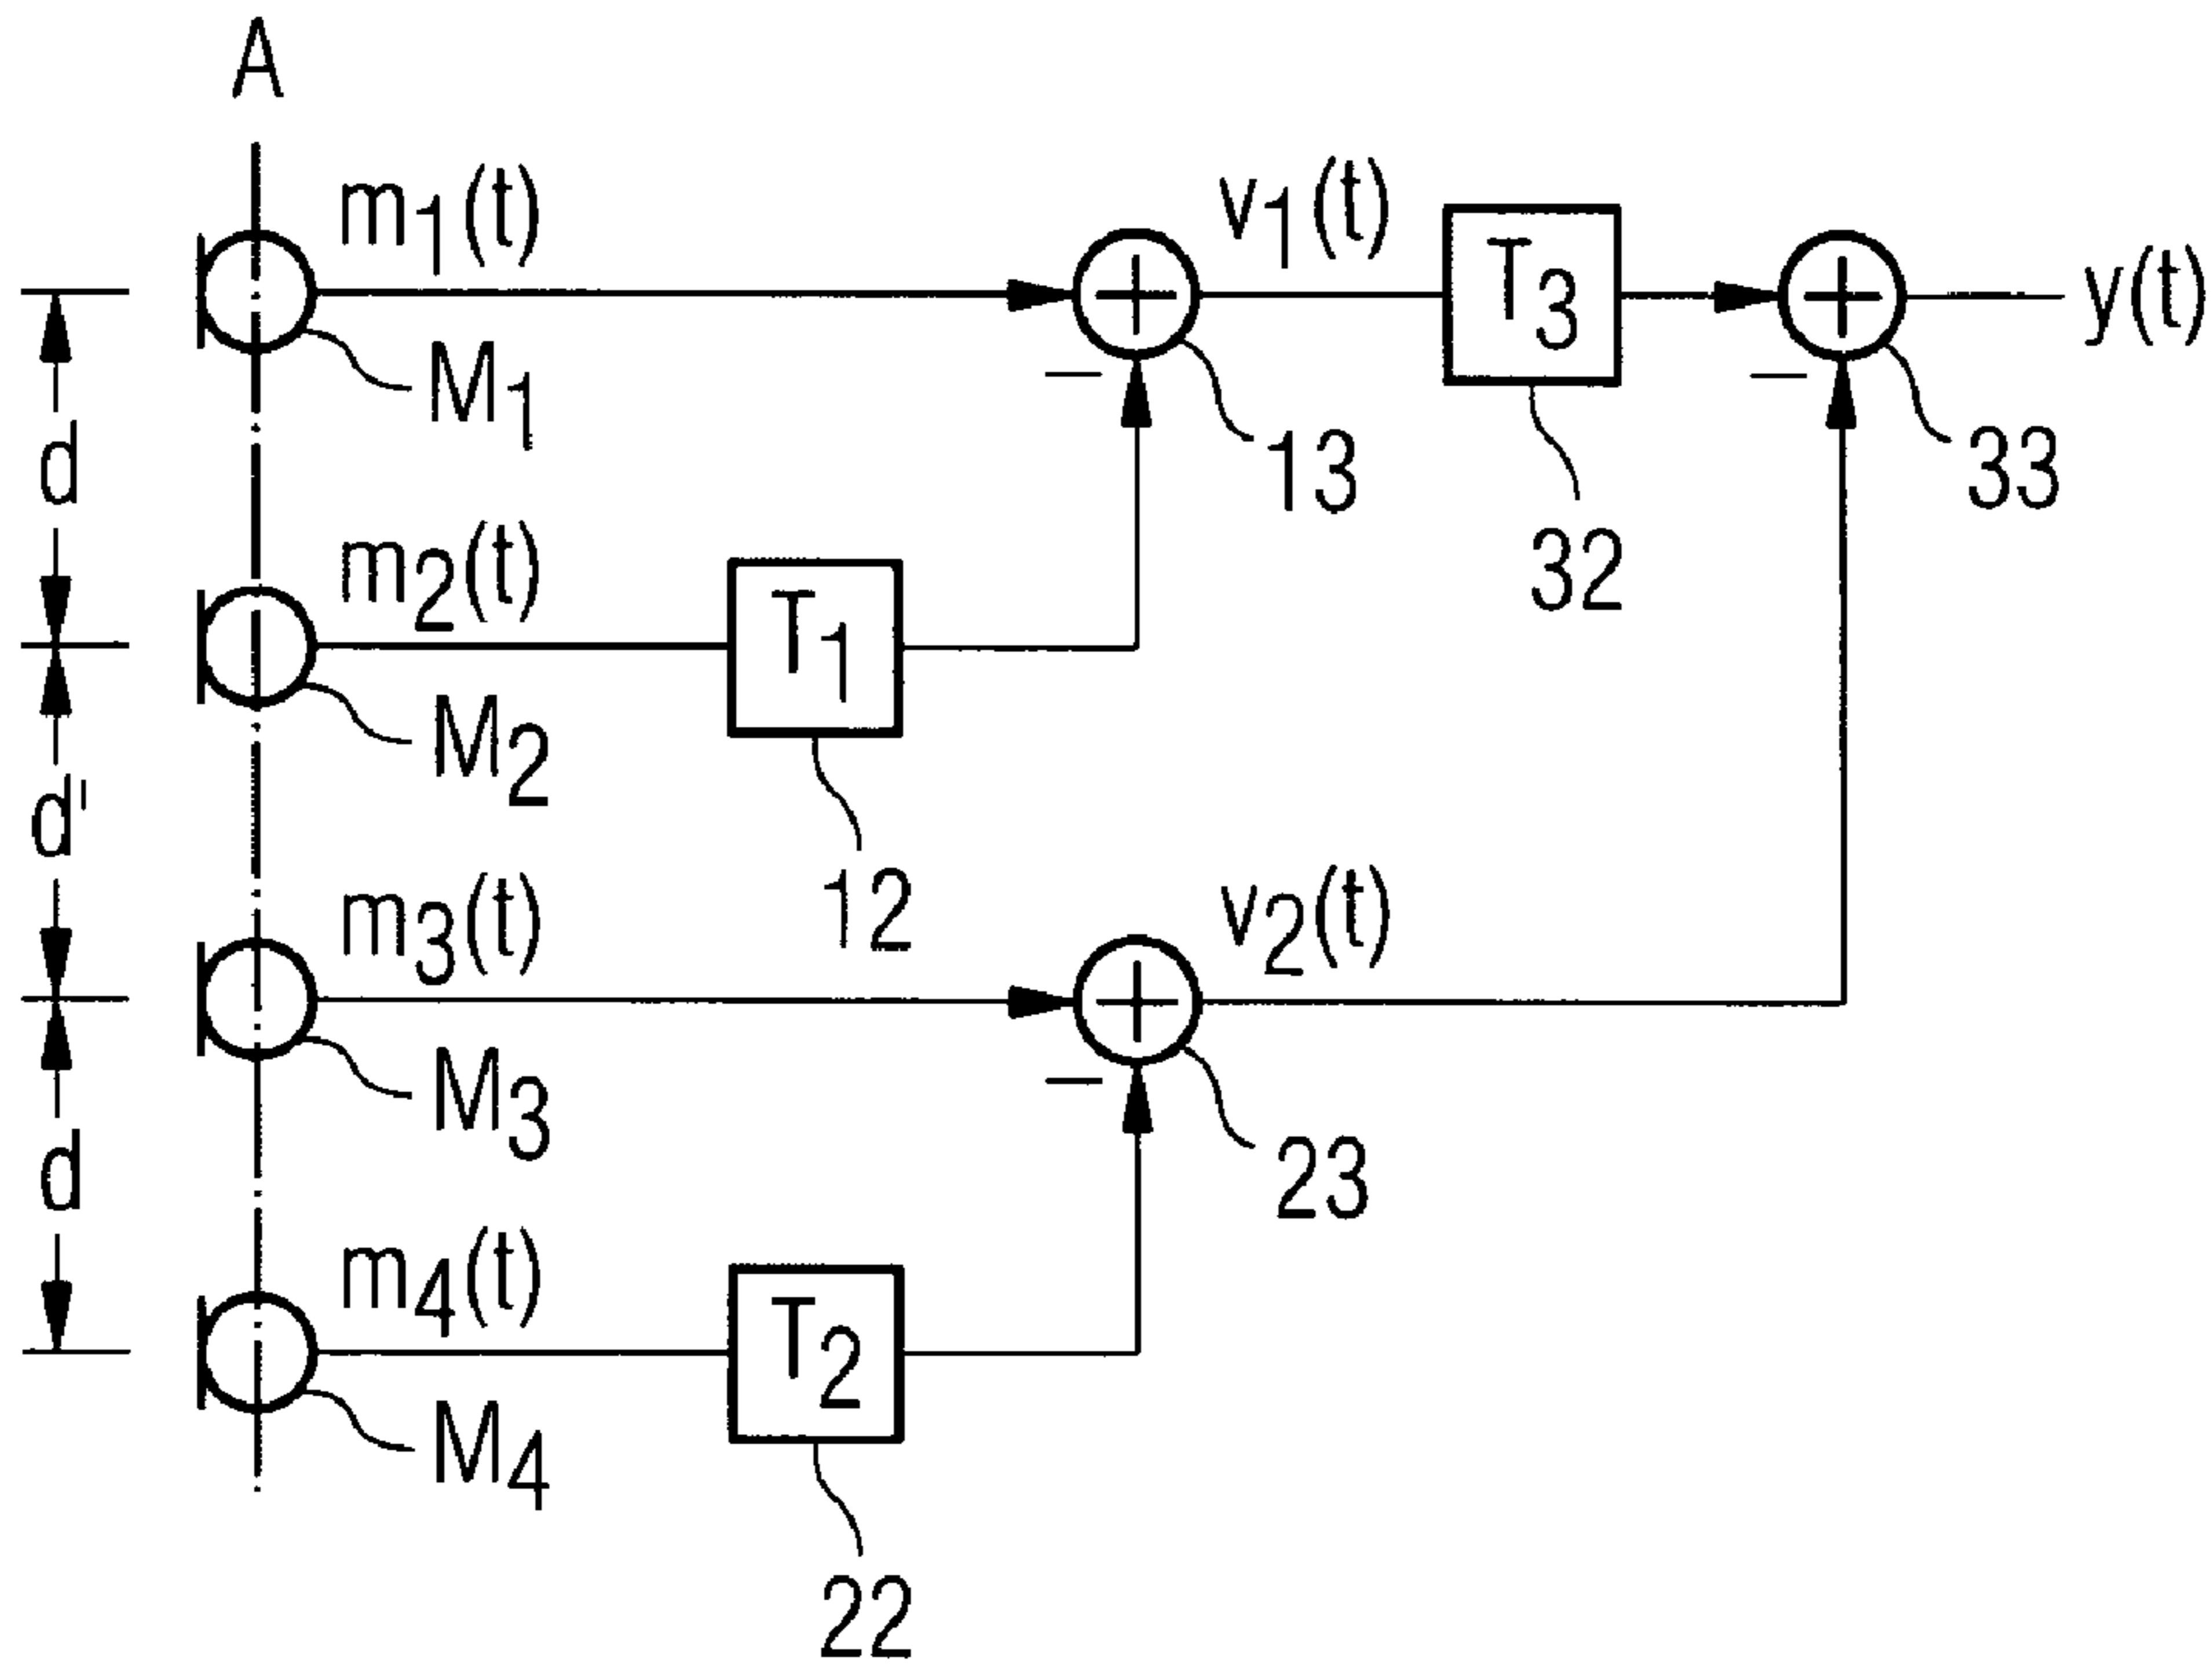 A
m1(t)
v1(t)
T3
y(t)
M1
d
13
33
32
m2(t)
T1
M2
d'
12
m3(t)
v2(t)
M3
d
23
m4(t)
T2
M4
22